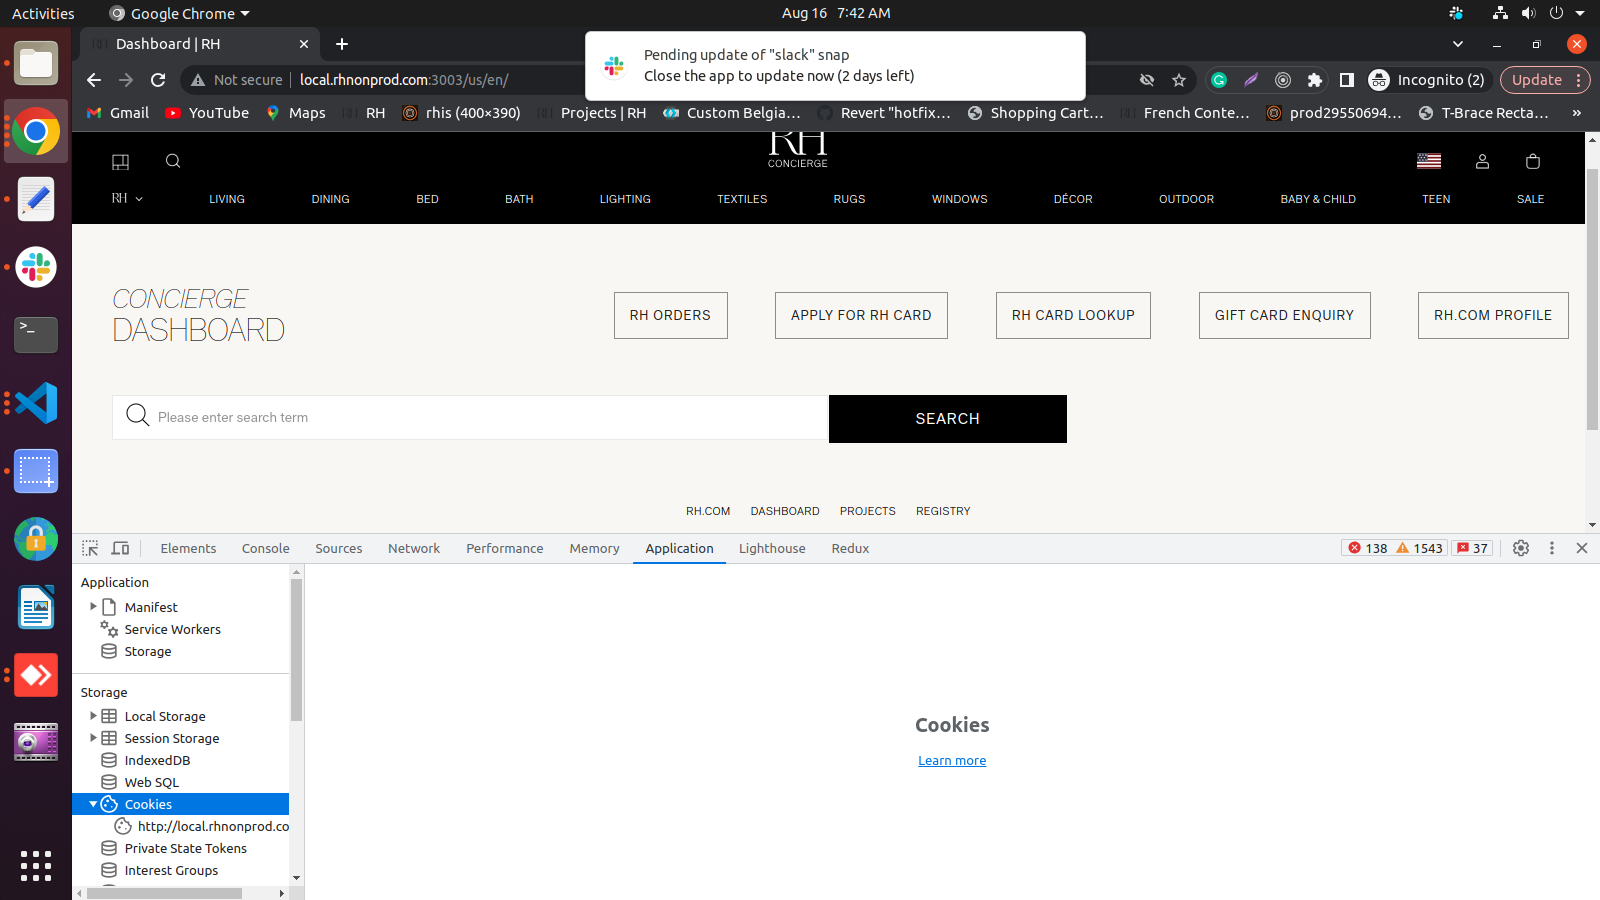 Activities
Google Chrome
Aug 16 7:42 AM
Dashboard | RH
Pending update of "slack" snap
Close the app to update now (2 days left)
Not secure
local.rhnonprod.com:3003/us/en/
Incognito (2)
Update
Gmail
YouTube
Maps
RH
rhis (400×390)
Projects | RH
Custom Belgia…
Revert "hotfix…
Shopping Cart…
French Conte…
prod29550694…
T-Brace Recta…
»
RH
CONCIERGE
RH
LIVING
DINING
BED
BATH
LIGHTING
TEXTILES
RUGS
WINDOWS
DÉCOR
OUTDOOR
BABY & CHILD
TEEN
SALE
CONCIERGE
DASHBOARD
RH ORDERS
APPLY FOR RH CARD
RH CARD LOOKUP
GIFT CARD ENQUIRY
RH.COM PROFILE
Please enter search term
SEARCH
RH.COM
DASHBOARD
PROJECTS
REGISTRY
Elements
Console
Sources
Network
Performance
Memory
Application
Lighthouse
Redux
138
1543
37
Application
Manifest
Service Workers
Storage
Storage
Local Storage
Session Storage
IndexedDB
Web SQL
Cookies
http://local.rhnonprod.co
Private State Tokens
Interest Groups
Cookies
Learn more